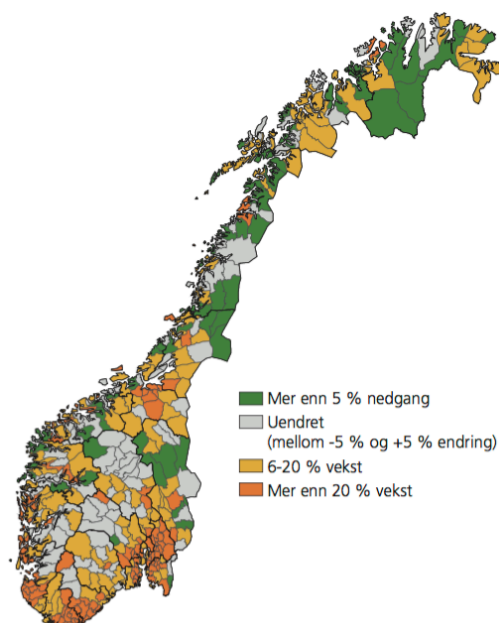 Mer enn 5 % nedgang
Uendret
(mellom -5 % og +5 % endring)
6-20 % vekst
Mer enn 20 % vekst